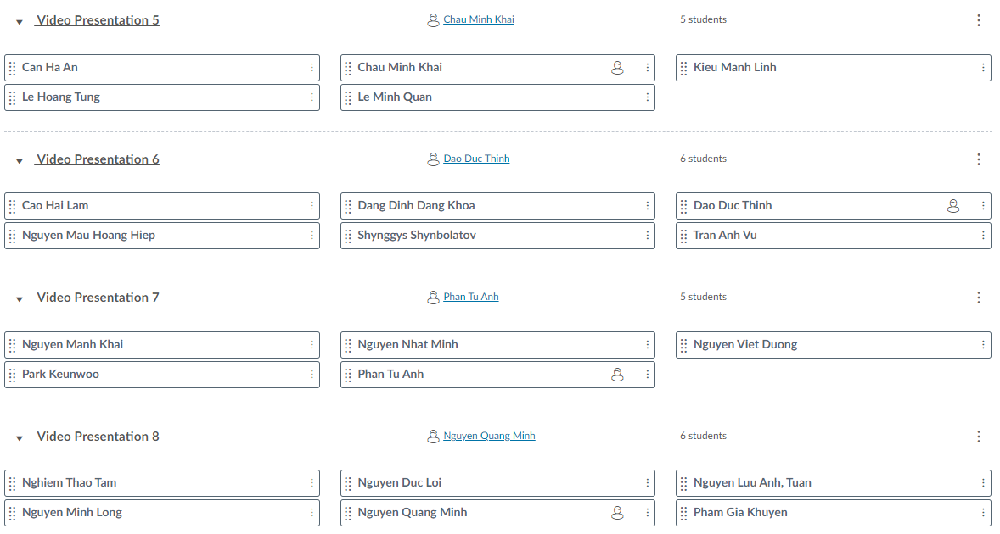 Video Presentation 5 Chau Minh Khai 5 students
Can Ha An Chau Minh Khai Kieu Manh Linh
Le Hoang Tung Le Minh Quan
Video Presentation 6 Dao Duc Thinh 6 students
Cao Hai Lam Dang Dinh Dang Khoa Dao Duc Thinh
Nguyen Mau Hoang Hiep Shynggys Shynbolatov Tran Anh Vu
Video Presentation 7 Phan Tu Anh 5 students
Nguyen Manh Khai Nguyen Nhat Minh Nguyen Viet Duong
Park Keunwoo Phan Tu Anh
Video Presentation 8 Nguyen Quang Minh 6 students
Nghiem Thao Tam Nguyen Duc Loi Nguyen Luu Anh, Tuan
Nguyen Minh Long Nguyen Quang Minh Pham Gia Khuyen